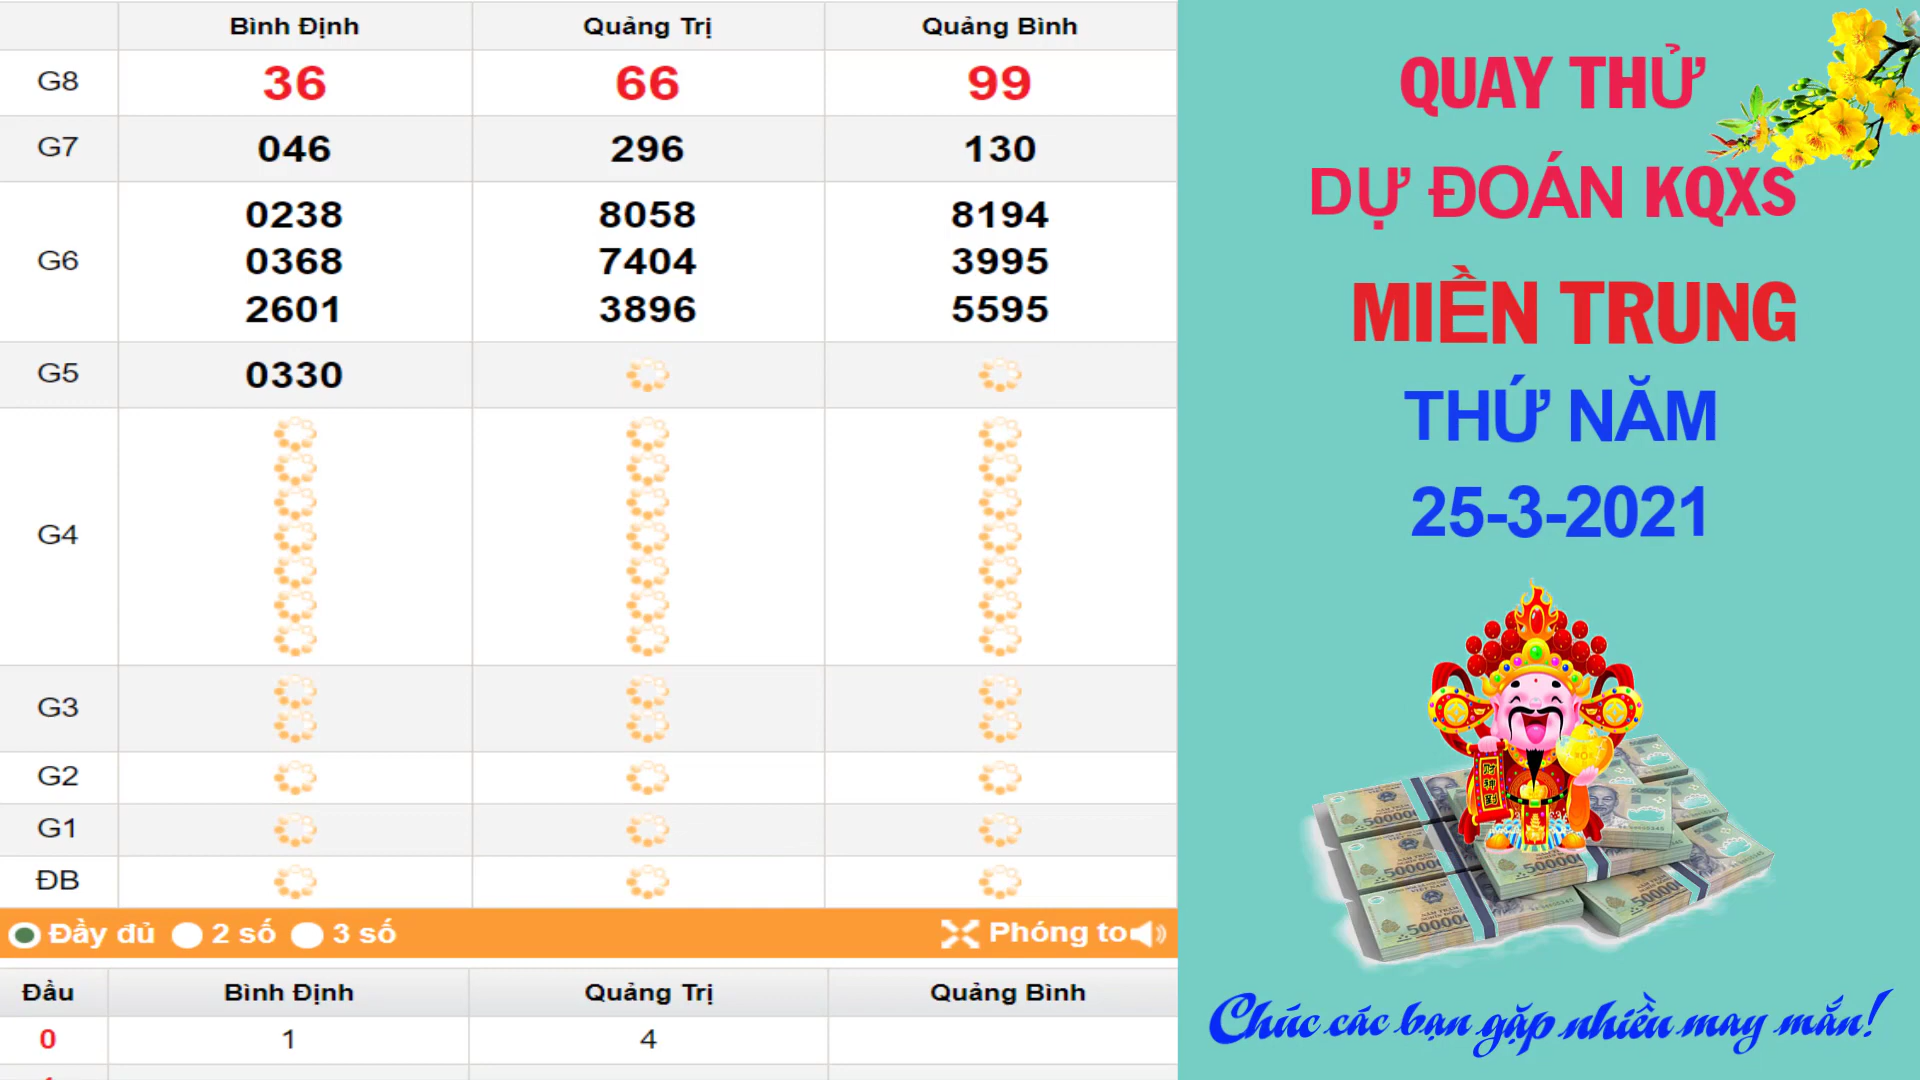 Bình Định Quảng Trị Quảng Bình
G8 36 66 99
G7 046 296 130
G6 0238 8058 8194
0368 7404 3995
2601 3896 5595
G5 0330
G4
G3
G2
G1
ĐB
Đầy đủ 2 số 3 số Phóng to
Đầu Bình Định Quảng Trị Quảng Bình
0 1 4
QUAY THỬ
DỰ ĐOÁN KQXS
MIỀN TRUNG
THỨ NĂM
25-3-2021
Chúc các bạn gặp nhiều may mắn!